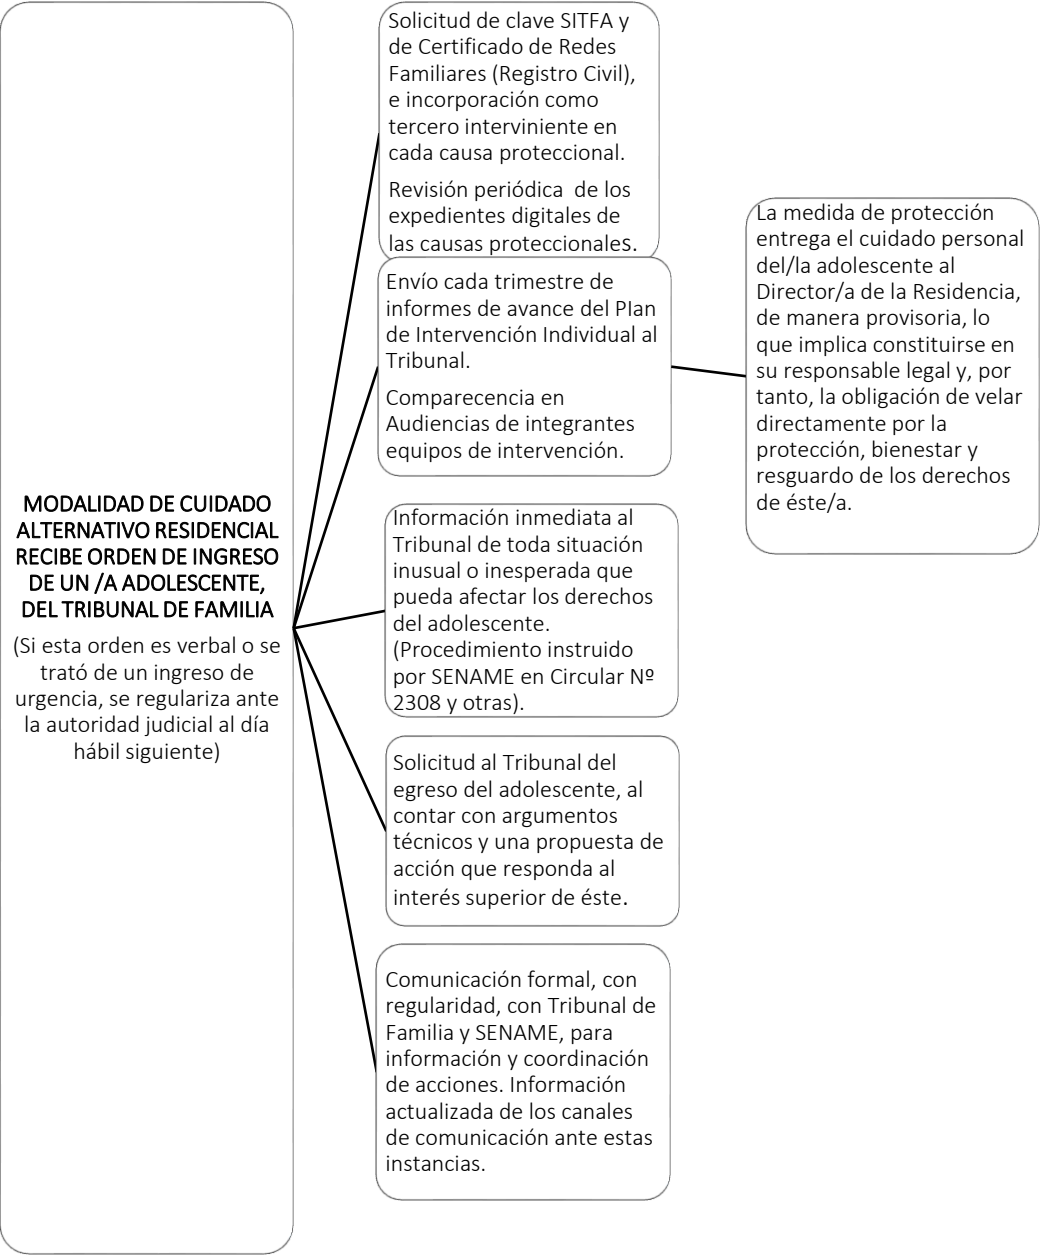 MODALIDAD DE CUIDADO
ALTERNATIVO RESIDENCIAL
RECIBE ORDEN DE INGRESO
DE UN /A ADOLESCENTE,
DEL TRIBUNAL DE FAMILIA
(Si esta orden es verbal o se
trató de un ingreso de
urgencia, se regulariza ante
la autoridad judicial al día
hábil siguiente)
Solicitud de clave SITFA y
de Certificado de Redes
Familiares (Registro Civil),
e incorporación como
tercero interviniente en
cada causa proteccional.
Revisión periódica de los
expedientes digitales de
las causas proteccionales.
Envío cada trimestre de
informes de avance del Plan
de Intervención Individual al
Tribunal.
Comparecencia en
Audiencias de integrantes
equipos de intervención.
La medida de protección
entrega el cuidado personal
del/la adolescente al
Director/a de la Residencia,
de manera provisoria, lo
que implica constituirse en
su responsable legal y, por
tanto, la obligación de velar
directamente por la
protección, bienestar y
resguardo de los derechos
de éste/a.
Información inmediata al
Tribunal de toda situación
inusual o inesperada que
pueda afectar los derechos
del adolescente.
(Procedimiento instruido
por SENAME en Circular Nº
2308 y otras).
Solicitud al Tribunal del
egreso del adolescente, al
contar con argumentos
técnicos y una propuesta de
acción que responda al
interés superior de éste.
Comunicación formal, con
regularidad, con Tribunal de
Familia y SENAME, para
información y coordinación
de acciones. Información
actualizada de los canales
de comunicación ante estas
instancias.